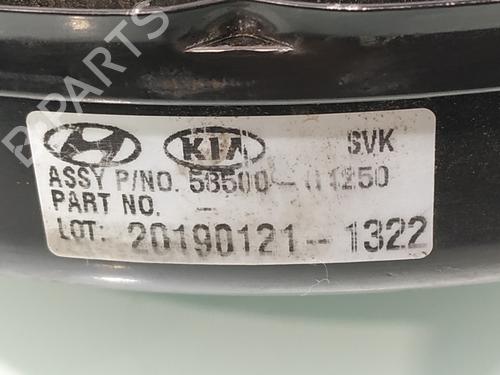 B-PARTS
KIA
SVK
ASSY P/NO. 58500-
PART NO. -
LOT: 20190121-1322